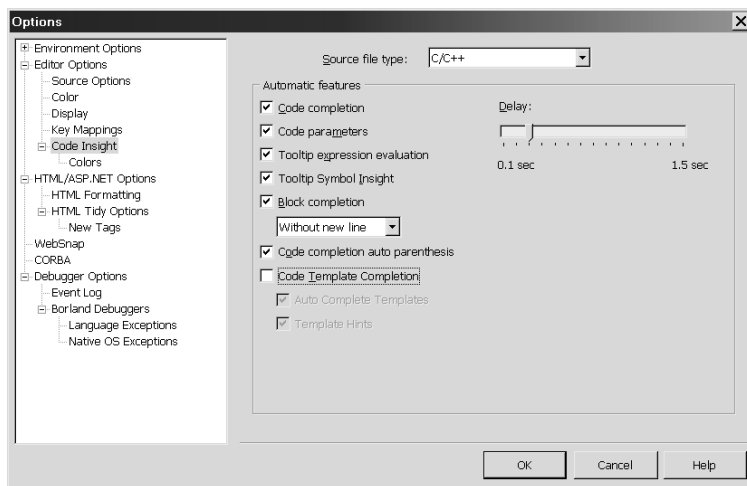 Options
Environment Options
Editor Options
Source Options
Color
Display
Key Mappings
Code Insight
Colors
HTML/ASP.NET Options
HTML Formatting
HTML Tidy Options
New Tags
WebSnap
CORBA
Debugger Options
Event Log
Borland Debuggers
Language Exceptions
Native OS Exceptions
Source file type: C/C++
Automatic features
Code completion
Code parameters
Tooltip expression evaluation
Tooltip Symbol Insight
Block completion
Without new line
Code completion auto parenthesis
Code Template Completion
Auto Complete Templates
Template Hints
Delay:
0.1 sec 1.5 sec
OK Cancel Help